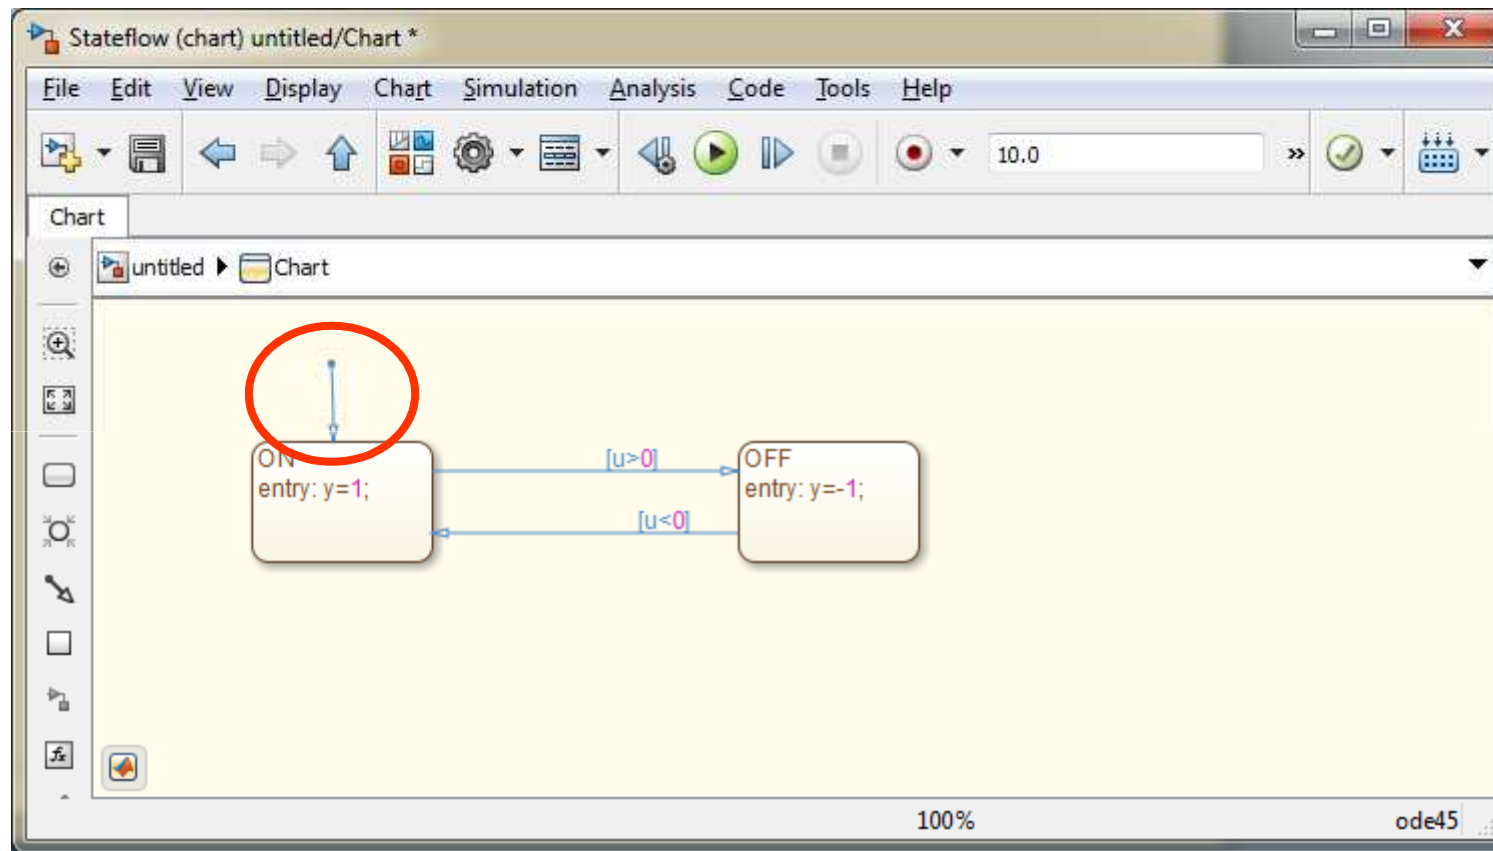 Stateflow (chart) untitled/Chart *
File Edit View Display Chart Simulation Analysis Code Tools Help
10.0 »
Chart
untitled Chart
ON
entry: y=1;
[u>0]
OFF
entry: y=-1;
[u<0]
fx
100% ode45